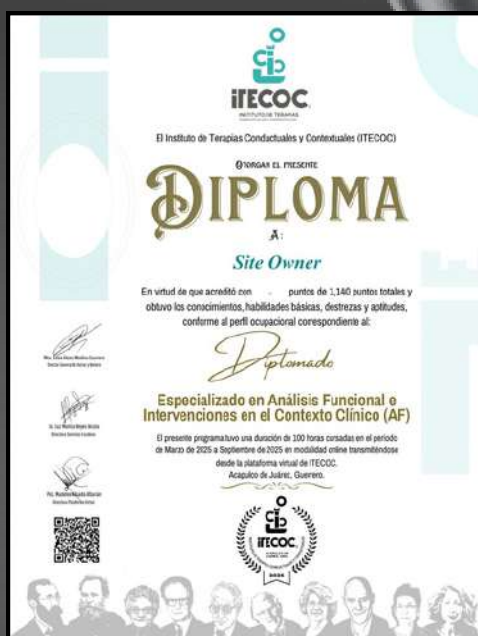 iTECOC
INSTITUTO DE TERAPIAS
El Instituto de Terapias Conductuales y Contextuales (ITECOC)
OTORGAN EL PRESENTE
DIPLOMA
A:
Site Owner
En virtud de que acreditó con - puntos de 1,140 puntos totales y
obtuvo los conocimientos, habilidades básicas, destrezas y aptitudes,
conforme al perfil ocupacional correspondiente al:
Diplomado
Especializado en Análisis Funcional e
Intervenciones en el Contexto Clínico (AF)
El presente programa tuvo una duración de 100 horas cursadas en el periodo
de Marzo de 2025 a Septiembre de 2025 en modalidad online transmitiéndose
desde la plataforma virtual de ITECOC.
Acapulco de Juárez, Guerrero.
iTECOC